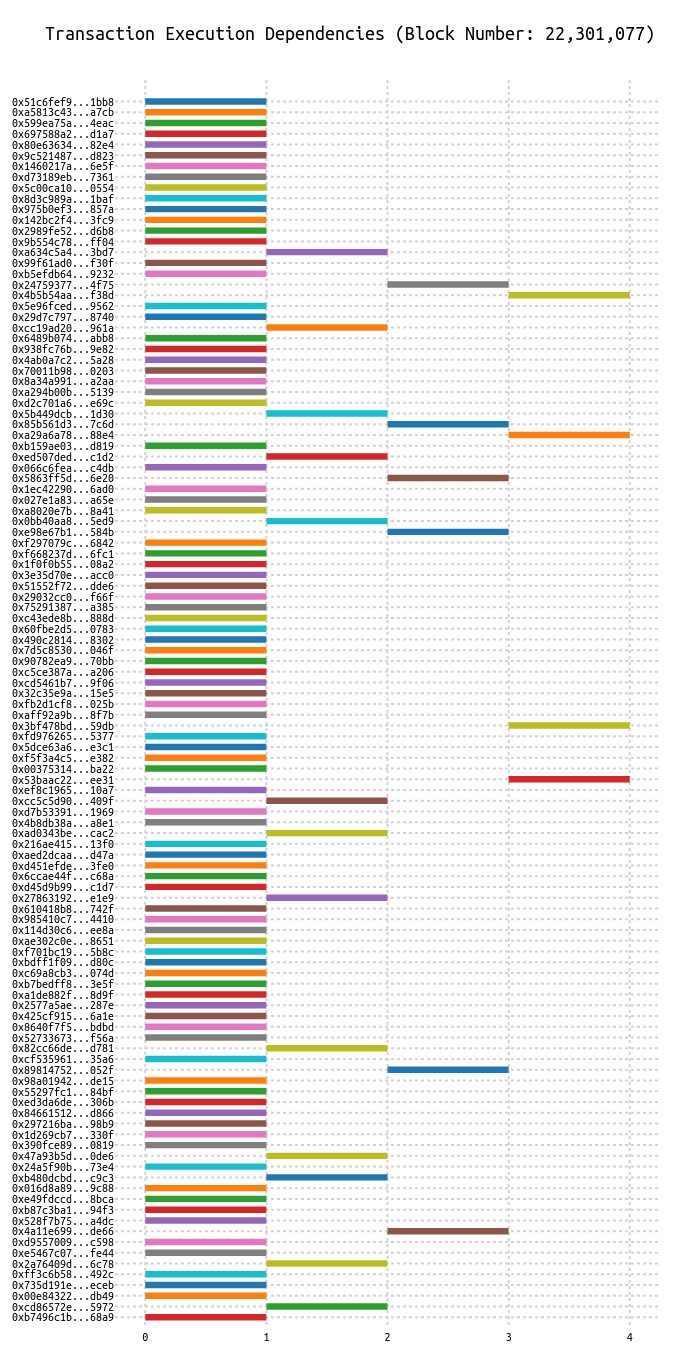 Transaction Execution Dependencies (Block Number: 22,301,077)
0x51c6fef9...1bb8
0xa5813c43...a7cb
0x599ea75a...4eac
0x697588a2...d1a7
0x80e63634...82e4
0x9c521487...d823
0x1460217a...6e5f
0xd73189eb...7361
0x5c00ca10...0554
0x8d3c989a...1baf
0x975b0ef3...857a
0x142bc2f4...3fc9
0x2989fe52...d6b8
0x9b554c78...ff04
0xa634c5a4...3bd7
0x99f61ad0...f30f
0xb5efdb64...9232
0x24759377...4f75
0x4b5b54aa...f38d
0x5e96fced...9562
0x29d7c797...8740
0xcc19ad20...961a
0x6489b074...abb8
0x938fc76b...9e82
0x4ab0a7c2...5a28
0x70011b98...0203
0x8a34a991...a2aa
0xa294b00b...5139
0xd2c701a6...e69c
0x5b449dcb...1d30
0x85b561d3...7c6d
0xa29a6a78...88e4
0xb159ae03...d819
0xed507ded...c1d2
0x066c6fea...c4db
0x5863ff5d...6e20
0x1ec42290...6ad0
0x027e1a83...a65e
0xa8020e7b...8a41
0x0bb40aa8...5ed9
0xe98e67b1...584b
0xf297079c...6842
0xf668237d...6fc1
0x1f0f0b55...08a2
0x3e35d70e...acc0
0x51552f72...dde6
0x29032cc0...f66f
0x75291387...a385
0xc43ede8b...888d
0x60fbe2d5...0783
0x490c2814...8302
0x7d5c8530...046f
0x90782ea9...70bb
0xc5ce387a...a206
0xcd5461b7...9f06
0x32c35e9a...15e5
0xfb2d1cf8...025b
0xaff92a9b...8f7b
0x3bf478bd...59db
0xfd976265...5377
0x5dce63a6...e3c1
0xf5f3a4c5...e382
0x00375314...ba22
0x53baac22...ee31
0xef8c1965...10a7
0xcc5c5d90...409f
0xd7b53391...1969
0x4b8db38a...a8e1
0xad0343be...cac2
0x216ae415...13f0
0xaed2dcaa...d47a
0xd451efde...3fe0
0x6ccae44f...c68a
0xd45d9b99...c1d7
0x27863192...e1e9
0x610418b8...742f
0x985410c7...4410
0x114d30c6...ee8a
0xae302c0e...8651
0xf701bc19...5b8c
0xbdff1f09...d80c
0xc69a8cb3...074d
0xb7bedff8...3e5f
0xa1de882f...8d9f
0x2577a5ae...287e
0x425cf915...6a1e
0x8640f7f5...bdbd
0x52733673...f56a
0x82cc66de...d781
0xcf535961...35a6
0x89814752...052f
0x98a01942...de15
0x55297fc1...84bf
0xed3da6de...306b
0x84661512...d866
0x297216ba...98b9
0x1d269cb7...330f
0x390fce89...0819
0x47a93b5d...0de6
0x24a5f90b...73e4
0xb480dcbd...c9c3
0x016d8a89...9c88
0xe49fdccd...8bca
0xb87c3ba1...94f3
0x528f7b75...a4dc
0x4a11e699...de66
0xd9557009...c598
0xe5467c07...fe44
0x2a76409d...6c78
0xff3c6b58...492c
0x735d191e...eceb
0x00e84322...db49
0xcd86572e...5972
0xb7496c1b...68a9
0 1 2 3 4